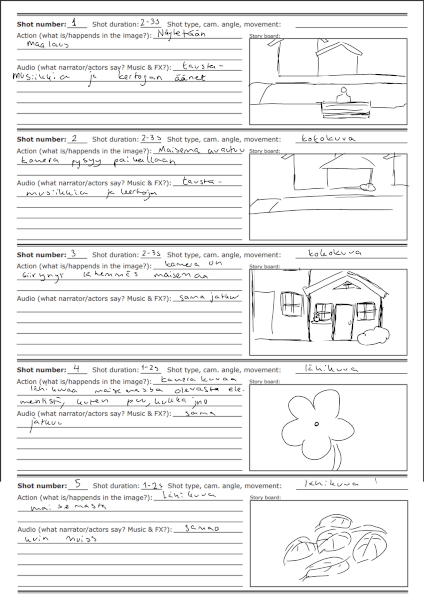 Shot number: 1 Shot duration: 2-3s Shot type, cam. angle, movement:
Action (what is/happends in the image?): Näytetään
maalaus
Story board:
Audio (what narrator/actors say? Music & FX?): tausta-
musiikkia ja kertojan äänet
Shot number: 2 Shot duration: 2-3s Shot type, cam. angle, movement: kokokuva
Action (what is/happends in the image?): Maisema avautuu
kamera pysyy paikallaan
Story board:
Audio (what narrator/actors say? Music & FX?): tausta-
musiikkia ja kertoja
Shot number: 3 Shot duration: 2-3s Shot type, cam. angle, movement: kokokuva
Action (what is/happends in the image?): kamera on
siirtynyt lähemmäs maisemaa
Story board:
Audio (what narrator/actors say? Music & FX?): sama jatkuu
Shot number: 4 Shot duration: 1-2s Shot type, cam. angle, movement: lähikuva
Action (what is/happends in the image?): kamera kuvaa
lähikuvaa maisemassa olevasta ele-
mentistä, kuten puu, kukka jne
Story board:
Audio (what narrator/actors say? Music & FX?): sama
jatkuu
Shot number: 5 Shot duration: 1-2s Shot type, cam. angle, movement: lähikuva
Action (what is/happends in the image?): lähikuva
maisemasta
Story board:
Audio (what narrator/actors say? Music & FX?): samao
kuin muiss